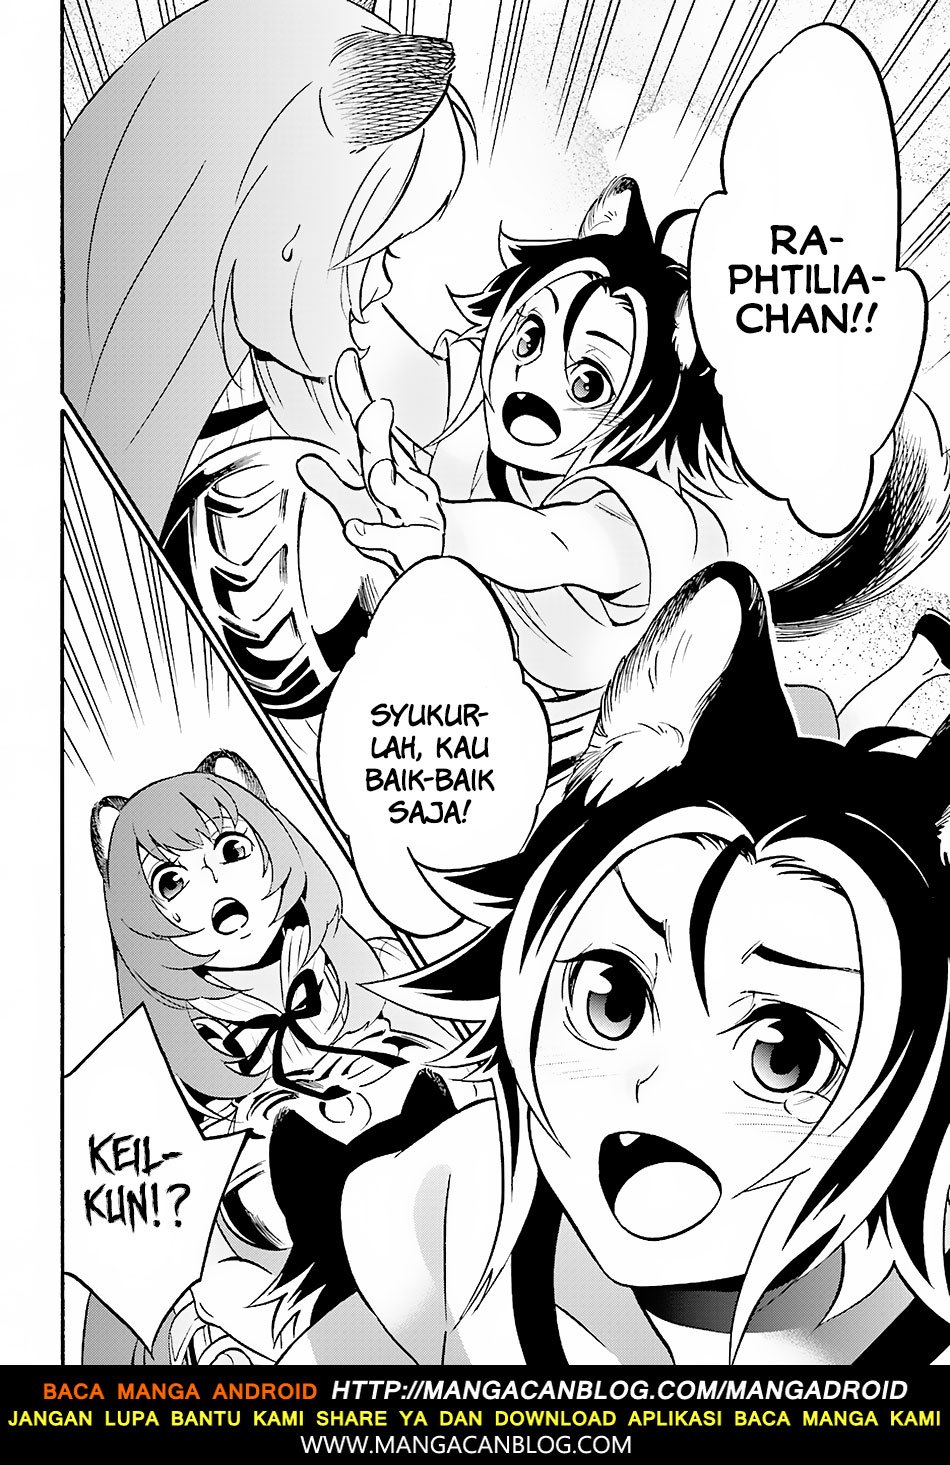 RA-
PHTILIA-
CHAN!!
SYUKUR-
LAH, KAU
BAIK-BAIK
SAJA!
KEIL-
KUN!?
BACA MANGA ANDROID HTTP://MANGACANBLOG.COM/MANGADROID
JANGAN LUPA BANTU KAMI SHARE YA DAN DOWNLOAD APLIKASI BACA MANGA KAMI
WWW.MANGACANBLOG.COM